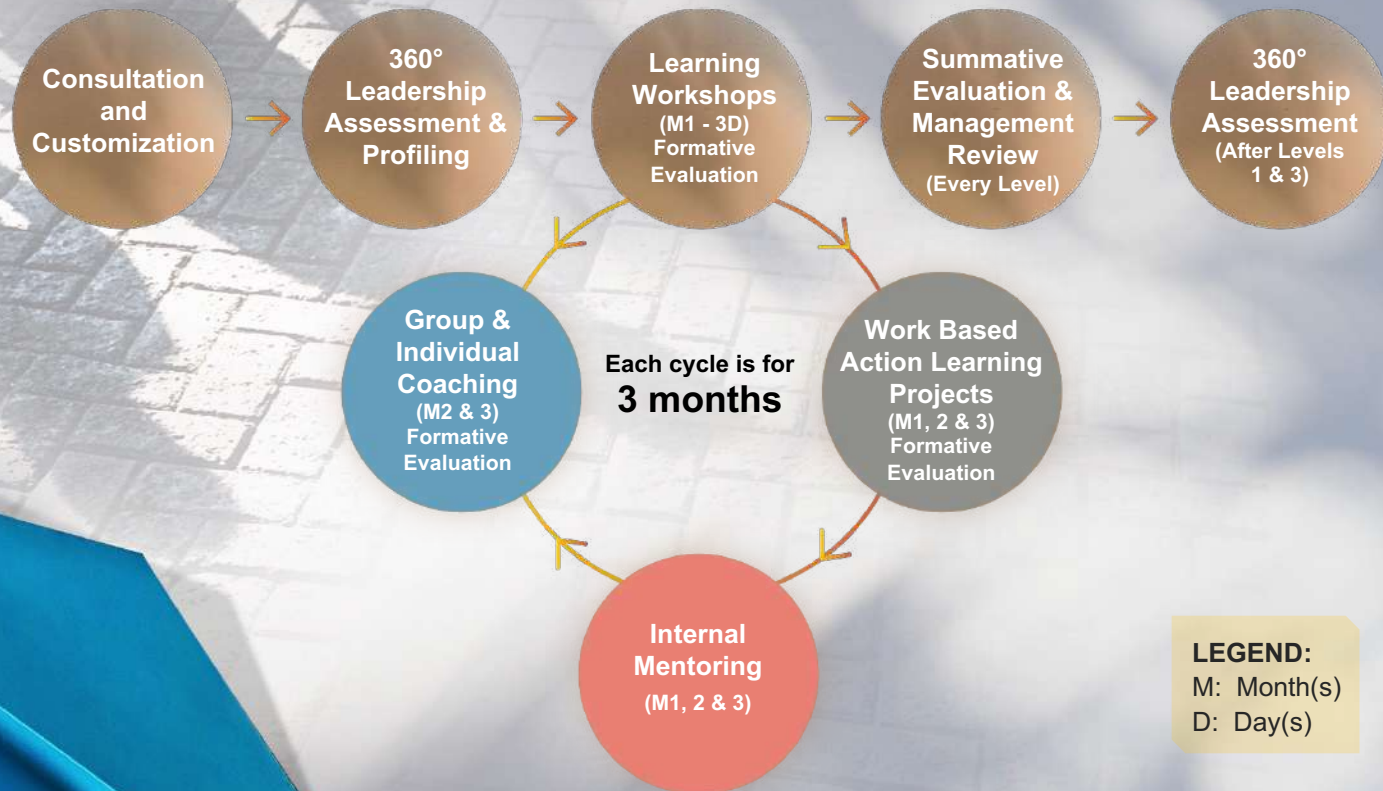 Consultation
and
Customization
360°
Leadership
Assessment &
Profiling
Learning
Workshops
(M1 - 3D)
Formative
Evaluation
Summative
Evaluation &
Management
Review
(Every Level)
360°
Leadership
Assessment
(After Levels
1 & 3)
Group &
Individual
Coaching
(M2 & 3)
Formative
Evaluation
Each cycle is for
3 months
Work Based
Action Learning
Projects
(M1, 2 & 3)
Formative
Evaluation
Internal
Mentoring
(M1, 2 & 3)
LEGEND:
M: Month(s)
D: Day(s)